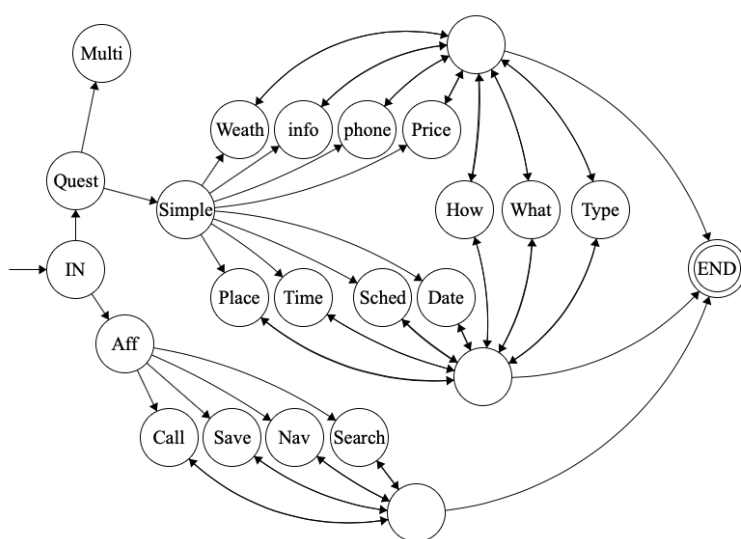 Multi
Weath info phone Price
Quest
Simple
How What Type
IN
END
Place Time Sched Date
Aff
Call Save Nav Search